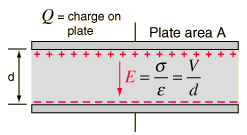 Q = charge on
plate
Plate area A
+ + + + + + + + + + + + + + + +
d
E = σ/ε = V/d
− − − − − − − − − − − −